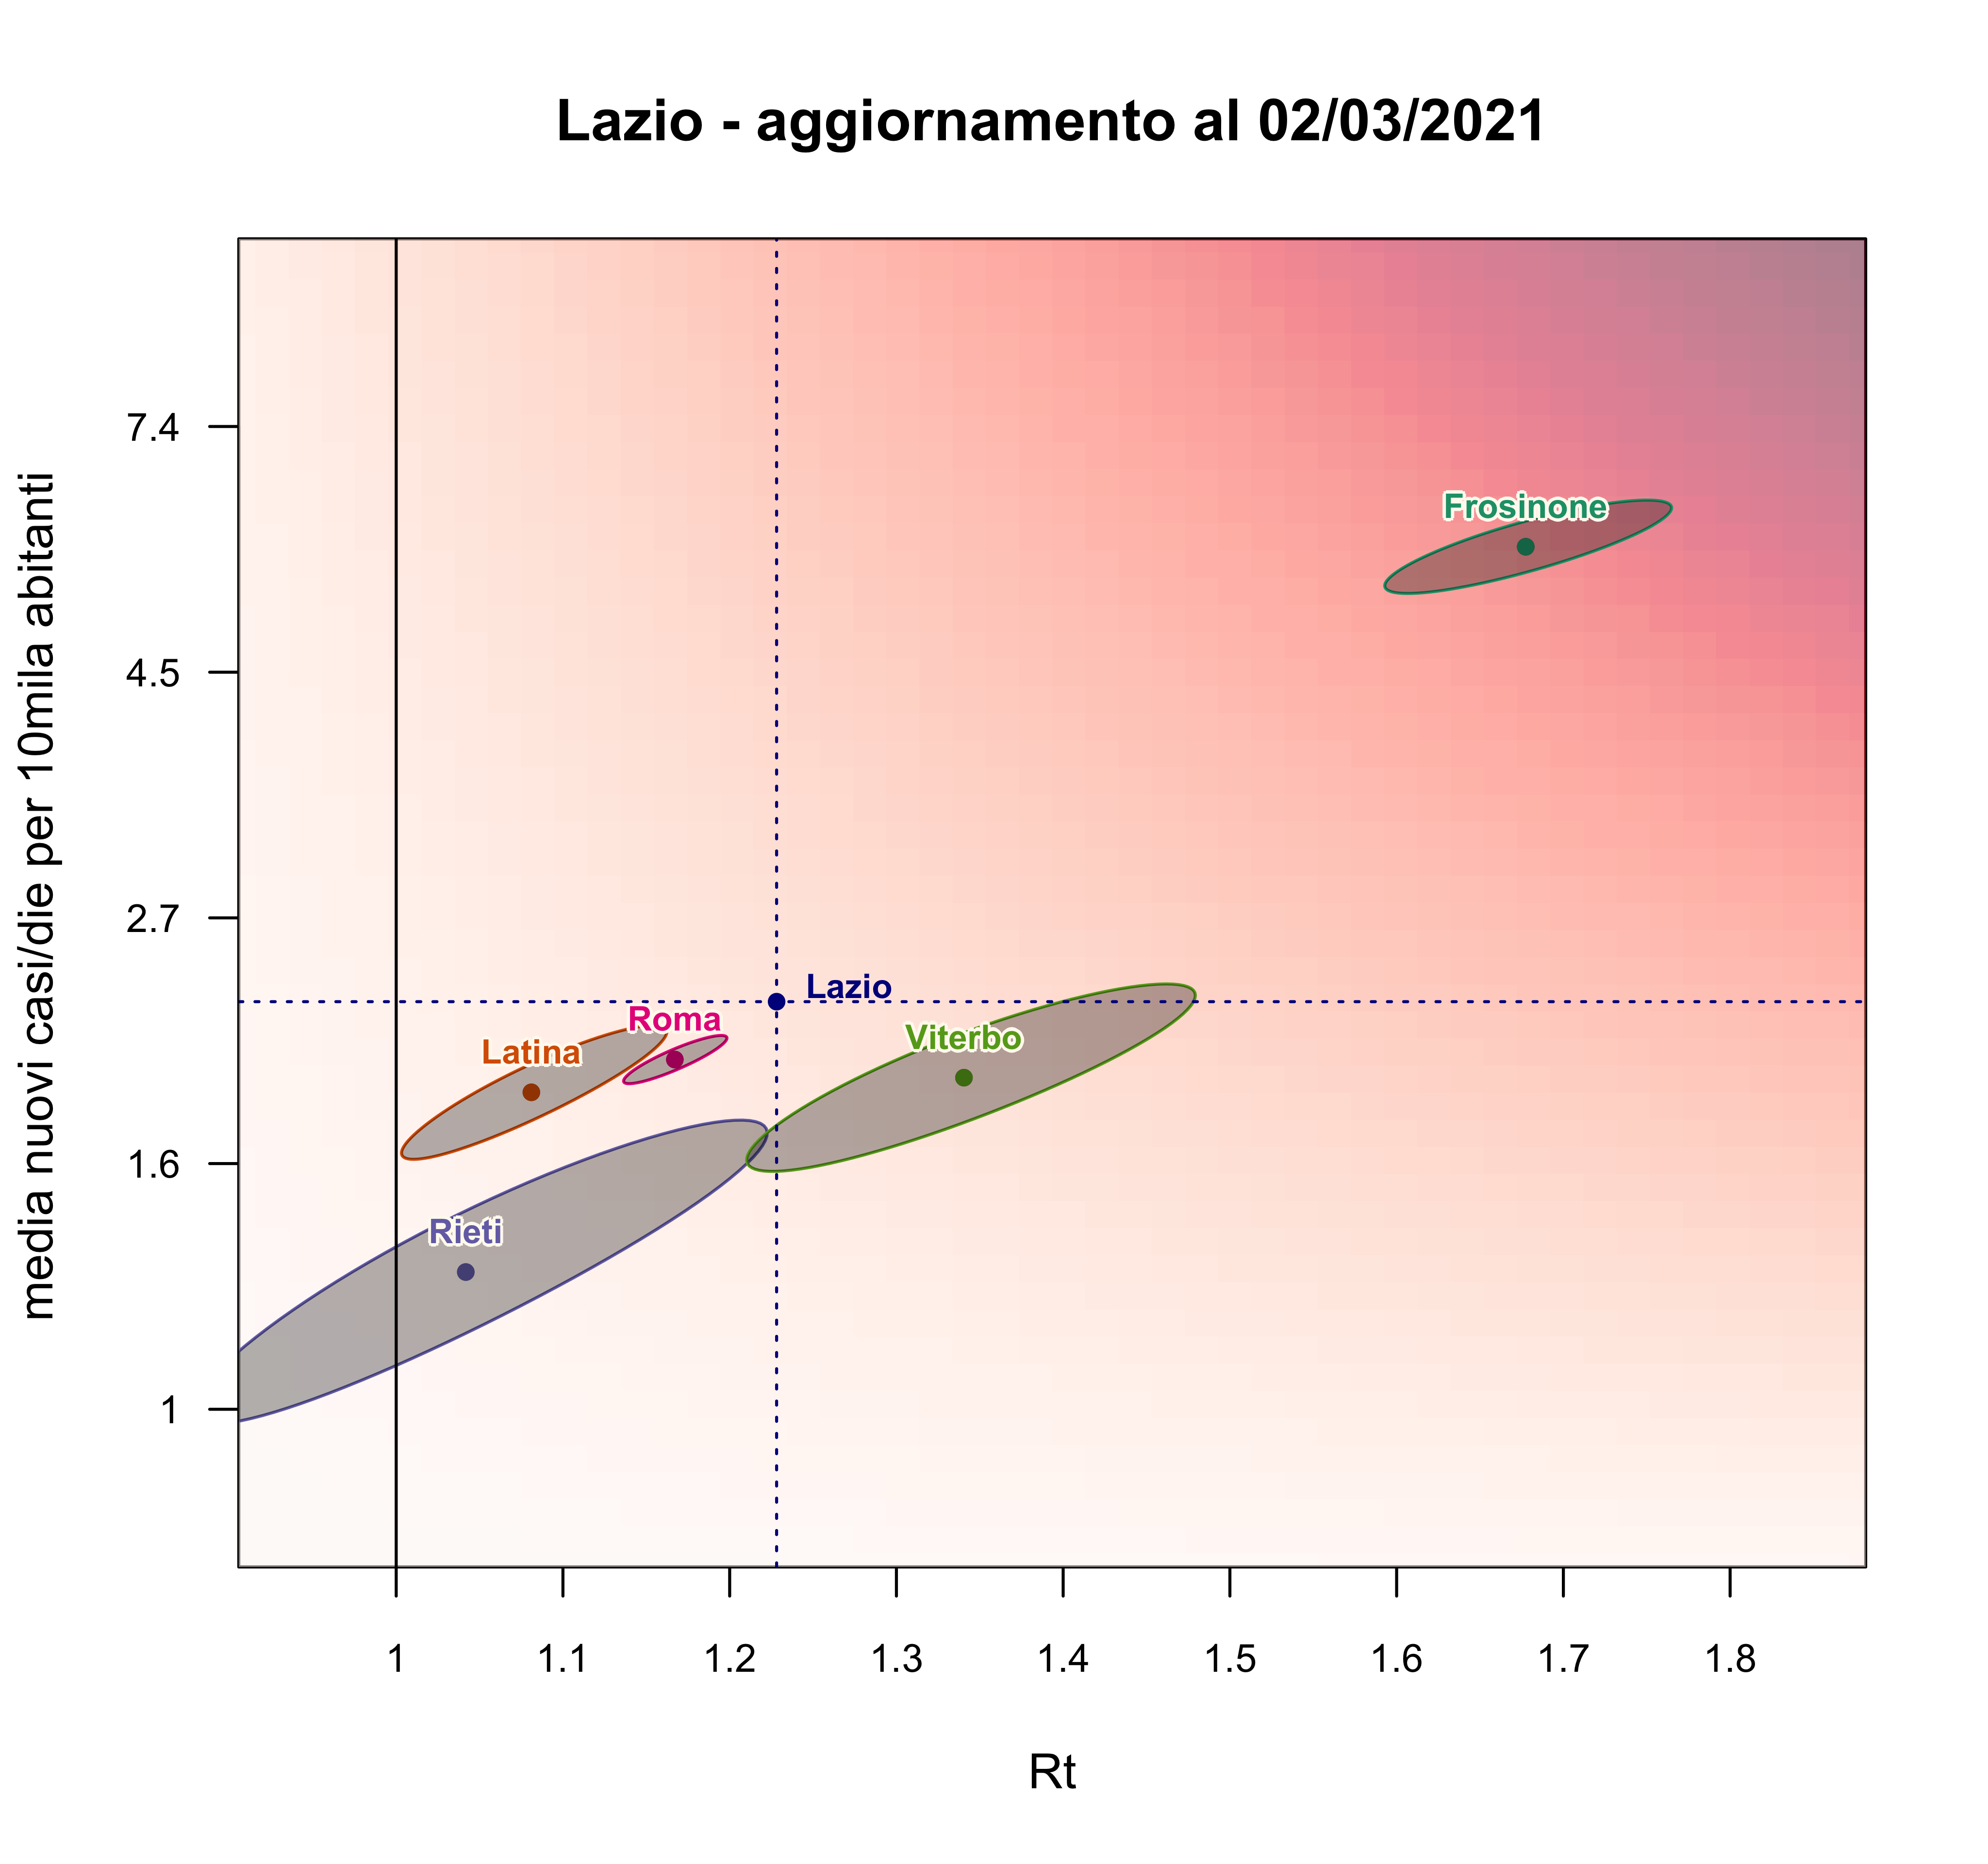 Lazio - aggiornamento al 02/03/2021
media nuovi casi/die per 10mila abitanti
7.4
4.5
2.7
1.6
1
Frosinone
Lazio
Roma
Viterbo
Latina
Rieti
1 1.1 1.2 1.3 1.4 1.5 1.6 1.7 1.8
Rt